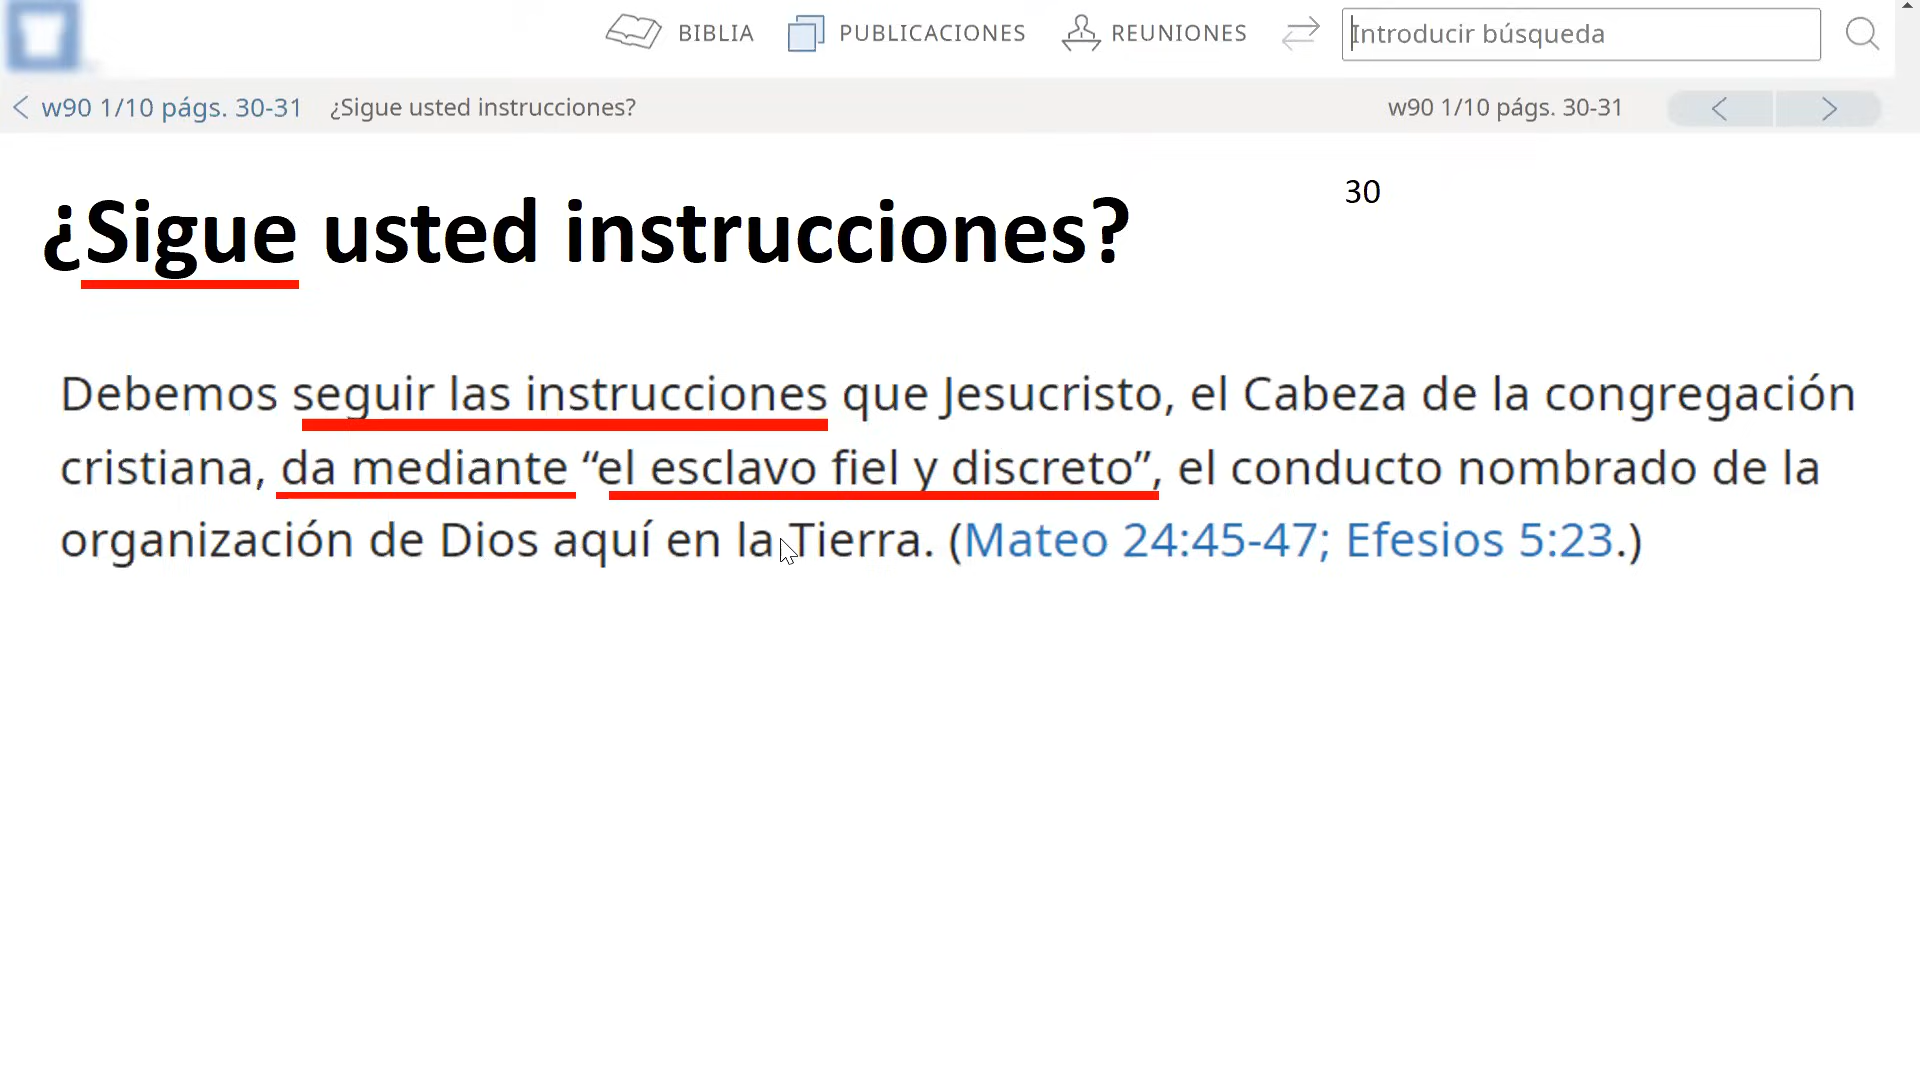 BIBLIA PUBLICACIONES REUNIONES Introducir búsqueda
w90 1/10 págs. 30-31 ¿Sigue usted instrucciones? w90 1/10 págs. 30-31
30
¿Sigue usted instrucciones?
Debemos seguir las instrucciones que Jesucristo, el Cabeza de la congregación
cristiana, da mediante “el esclavo fiel y discreto”, el conducto nombrado de la
organización de Dios aquí en la Tierra. (Mateo 24:45-47; Efesios 5:23.)